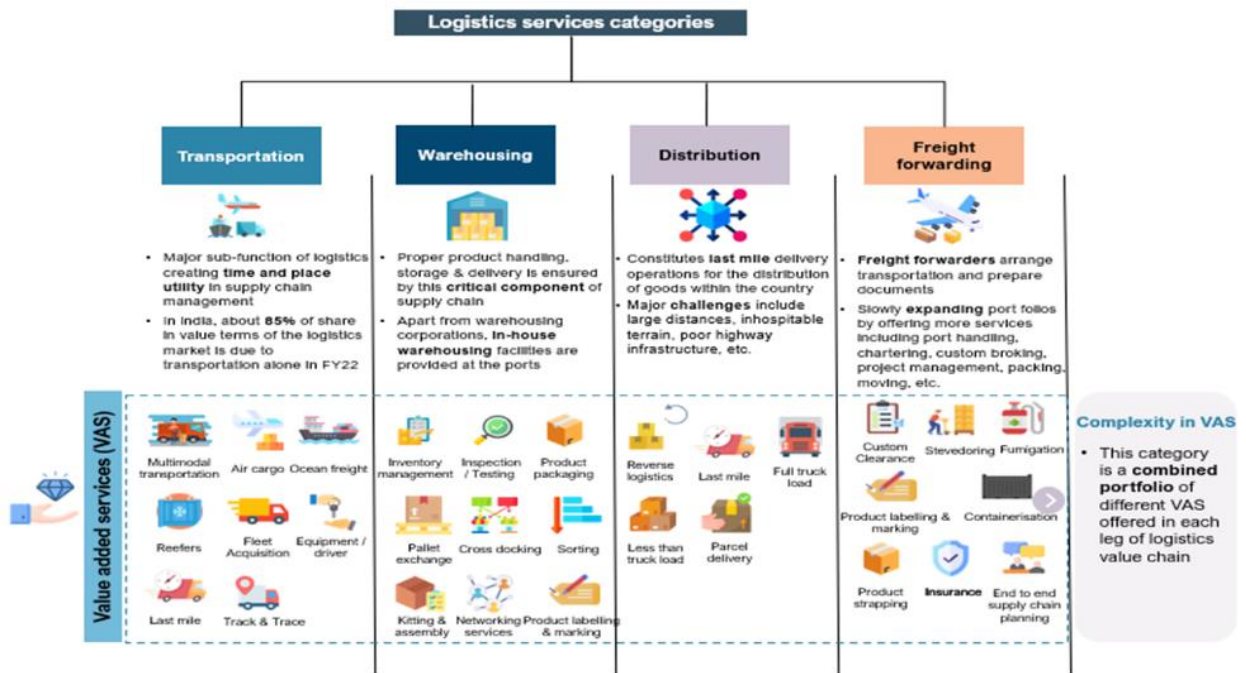 Logistics services categories
Transportation
• Major sub-function of logistics
creating time and place
utility in supply chain
management
• In India, about 85% of share
in value terms of the logistics
market is due to
transportation alone in FY22
Warehousing
• Proper product handling,
storage & delivery is ensured
by this critical component of
supply chain
• Apart from warehousing
corporations, in-house
warehousing facilities are
provided at the ports
Distribution
• Constitutes last mile delivery
operations for the distribution
of goods within the country
• Major challenges include
large distances, inhospitable
terrain, poor highway
infrastructure, etc.
Freight
forwarding
• Freight forwarders arrange
transportation and prepare
documents
• Slowly expanding port folios
by offering more services
including port handling,
chartering, custom broking,
project management, packing,
moving, etc.
Value added services (VAS)
Multimodal
transportation
Air cargo
Ocean freight
Reefers
Fleet
Acquisition
Equipment /
driver
Last mile
Track & Trace
Inventory
management
Inspection
/ Testing
Product
packaging
Pallet
exchange
Cross docking
Sorting
Kitting &
assembly
Networking
services
Product labelling
& marking
Reverse
logistics
Last mile
Full truck
load
Less than
truck load
Parcel
delivery
Custom
Clearance
Stevedoring
Fumigation
Product labelling &
marking
Containerisation
Product
strapping
Insurance
End to end
supply chain
planning
Complexity in VAS
• This category
is a combined
portfolio of
different VAS
offered in each
leg of logistics
value chain